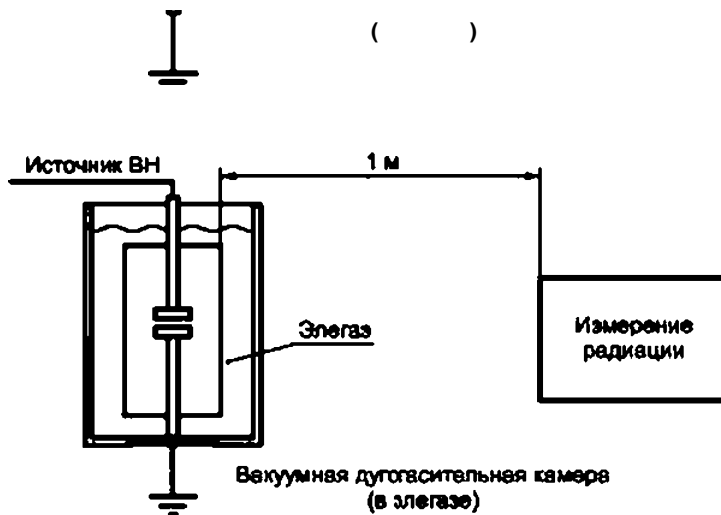 ( )
Источник ВН
1 м
Элегаз
Измерение
радиации
Вакуумная дугогасительная камера
(в элегазе)